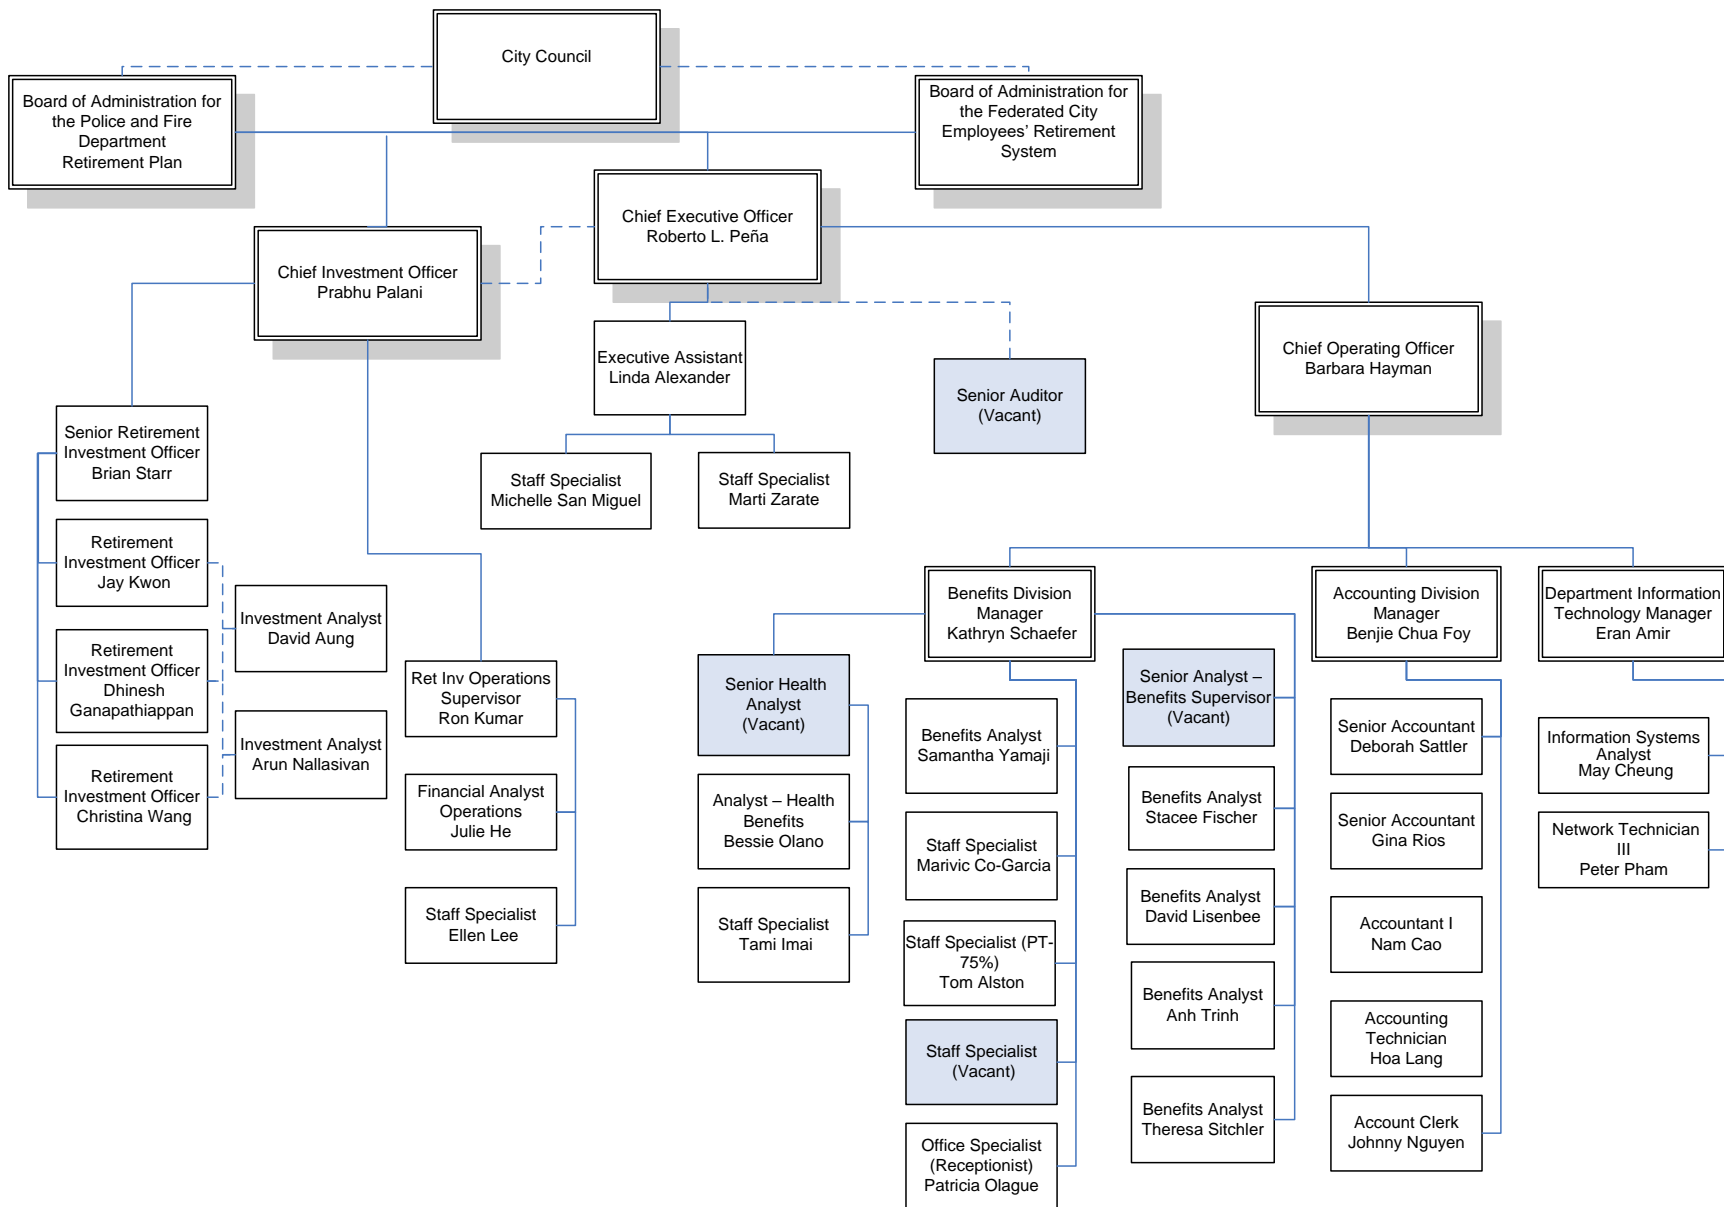 City Council
Board of Administration for
the Police and Fire
Department
Retirement Plan
Board of Administration for
the Federated City
Employees’ Retirement
System
Chief Executive Officer
Roberto L. Peña
Chief Investment Officer
Prabhu Palani
Chief Operating Officer
Barbara Hayman
Executive Assistant
Linda Alexander
Senior Auditor
(Vacant)
Staff Specialist
Michelle San Miguel
Staff Specialist
Marti Zarate
Senior Retirement
Investment Officer
Brian Starr
Retirement
Investment Officer
Jay Kwon
Retirement
Investment Officer
Dhinesh
Ganapathiappan
Retirement
Investment Officer
Christina Wang
Investment Analyst
David Aung
Investment Analyst
Arun Nallasivan
Ret Inv Operations
Supervisor
Ron Kumar
Financial Analyst
Operations
Julie He
Staff Specialist
Ellen Lee
Benefits Division
Manager
Kathryn Schaefer
Accounting Division
Manager
Benjie Chua Foy
Department Information
Technology Manager
Eran Amir
Senior Health
Analyst
(Vacant)
Analyst – Health
Benefits
Bessie Olano
Staff Specialist
Tami Imai
Benefits Analyst
Samantha Yamaji
Staff Specialist
Marivic Co-Garcia
Staff Specialist (PT-
75%)
Tom Alston
Staff Specialist
(Vacant)
Office Specialist
(Receptionist)
Patricia Olague
Senior Analyst –
Benefits Supervisor
(Vacant)
Benefits Analyst
Stacee Fischer
Benefits Analyst
David Lisenbee
Benefits Analyst
Anh Trinh
Benefits Analyst
Theresa Sitchler
Senior Accountant
Deborah Sattler
Senior Accountant
Gina Rios
Accountant I
Nam Cao
Accounting
Technician
Hoa Lang
Account Clerk
Johnny Nguyen
Information Systems
Analyst
May Cheung
Network Technician
III
Peter Pham